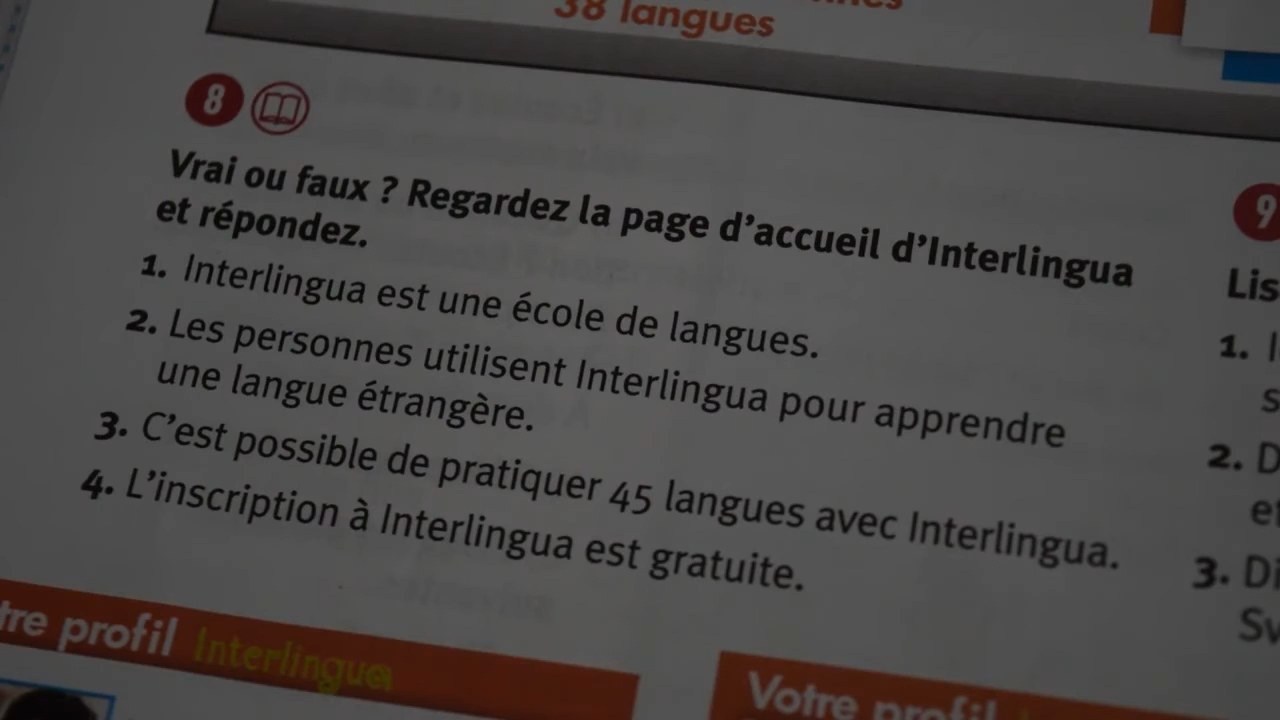 38 langues
8
Vrai ou faux ? Regardez la page d'accueil d'Interlingua
et répondez.
1. Interlingua est une école de langues.
2. Les personnes utilisent Interlingua pour apprendre
une langue étrangère.
3. C'est possible de pratiquer 45 langues avec Interlingua.
4. L'inscription à Interlingua est gratuite.
9
Lis
1. I
s
2. D
et
3. Di
Sv
tre profil Interlingua
Votre profil